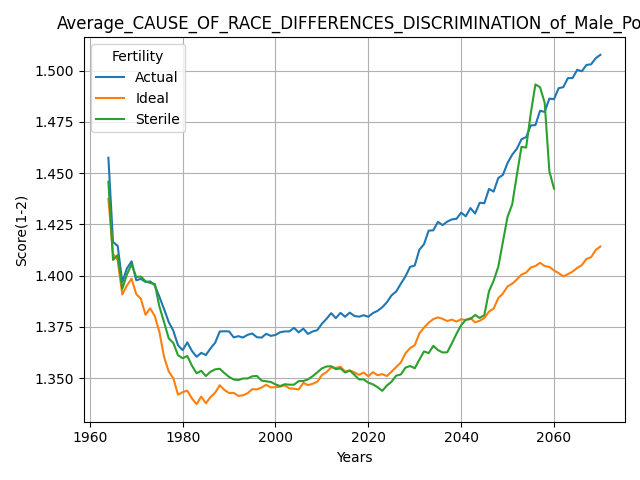 Average_CAUSE_OF_RACE_DIFFERENCES_DISCRIMINATION_of_Male_Po
Fertility
Actual
Ideal
Sterile
Score(1-2)
1.500
1.475
1.450
1.425
1.400
1.375
1.350
1960 1980 2000 2020 2040 2060
Years